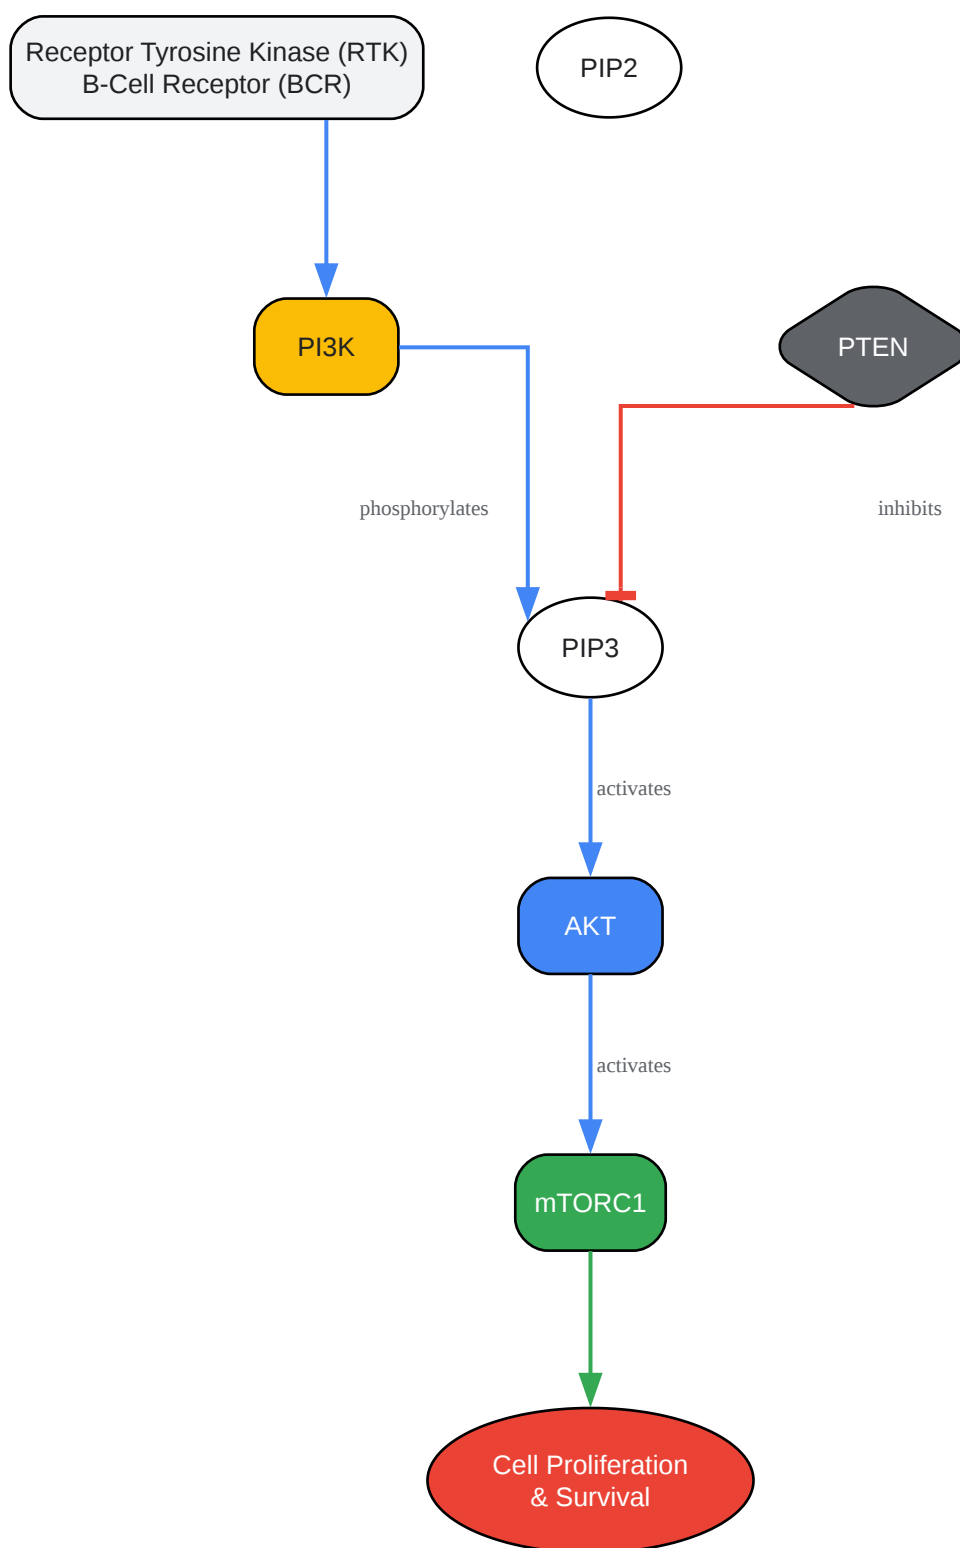 Receptor Tyrosine Kinase (RTK)
B-Cell Receptor (BCR)
PIP2
PI3K
PTEN
phosphorylates
inhibits
PIP3
activates
AKT
activates
mTORC1
Cell Proliferation
& Survival